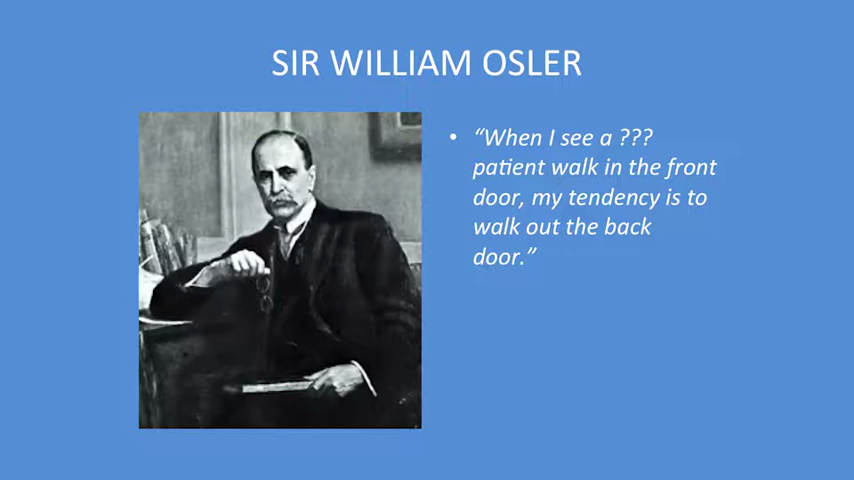 SIR WILLIAM OSLER
• “When I see a ???
patient walk in the front
door, my tendency is to
walk out the back
door.”